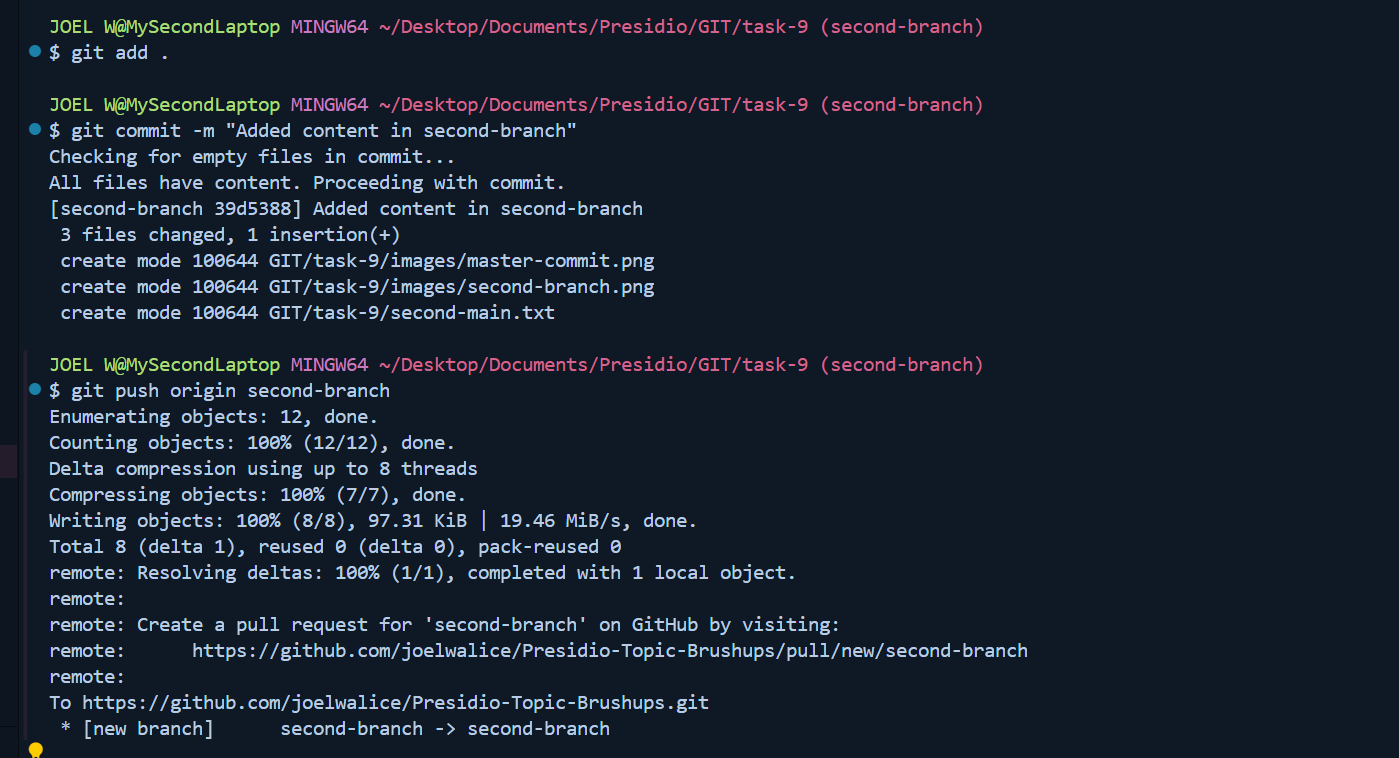 JOEL W@MySecondLaptop MINGW64 ~/Desktop/Documents/Presidio/GIT/task-9 (second-branch)
$ git add .
JOEL W@MySecondLaptop MINGW64 ~/Desktop/Documents/Presidio/GIT/task-9 (second-branch)
$ git commit -m "Added content in second-branch"
Checking for empty files in commit...
All files have content. Proceeding with commit.
[second-branch 39d5388] Added content in second-branch
 3 files changed, 1 insertion(+)
 create mode 100644 GIT/task-9/images/master-commit.png
 create mode 100644 GIT/task-9/images/second-branch.png
 create mode 100644 GIT/task-9/second-main.txt
JOEL W@MySecondLaptop MINGW64 ~/Desktop/Documents/Presidio/GIT/task-9 (second-branch)
$ git push origin second-branch
Enumerating objects: 12, done.
Counting objects: 100% (12/12), done.
Delta compression using up to 8 threads
Compressing objects: 100% (7/7), done.
Writing objects: 100% (8/8), 97.31 KiB | 19.46 MiB/s, done.
Total 8 (delta 1), reused 0 (delta 0), pack-reused 0
remote: Resolving deltas: 100% (1/1), completed with 1 local object.
remote:
remote: Create a pull request for 'second-branch' on GitHub by visiting:
remote:      https://github.com/joelwalice/Presidio-Topic-Brushups/pull/new/second-branch
remote:
To https://github.com/joelwalice/Presidio-Topic-Brushups.git
 * [new branch]      second-branch -> second-branch